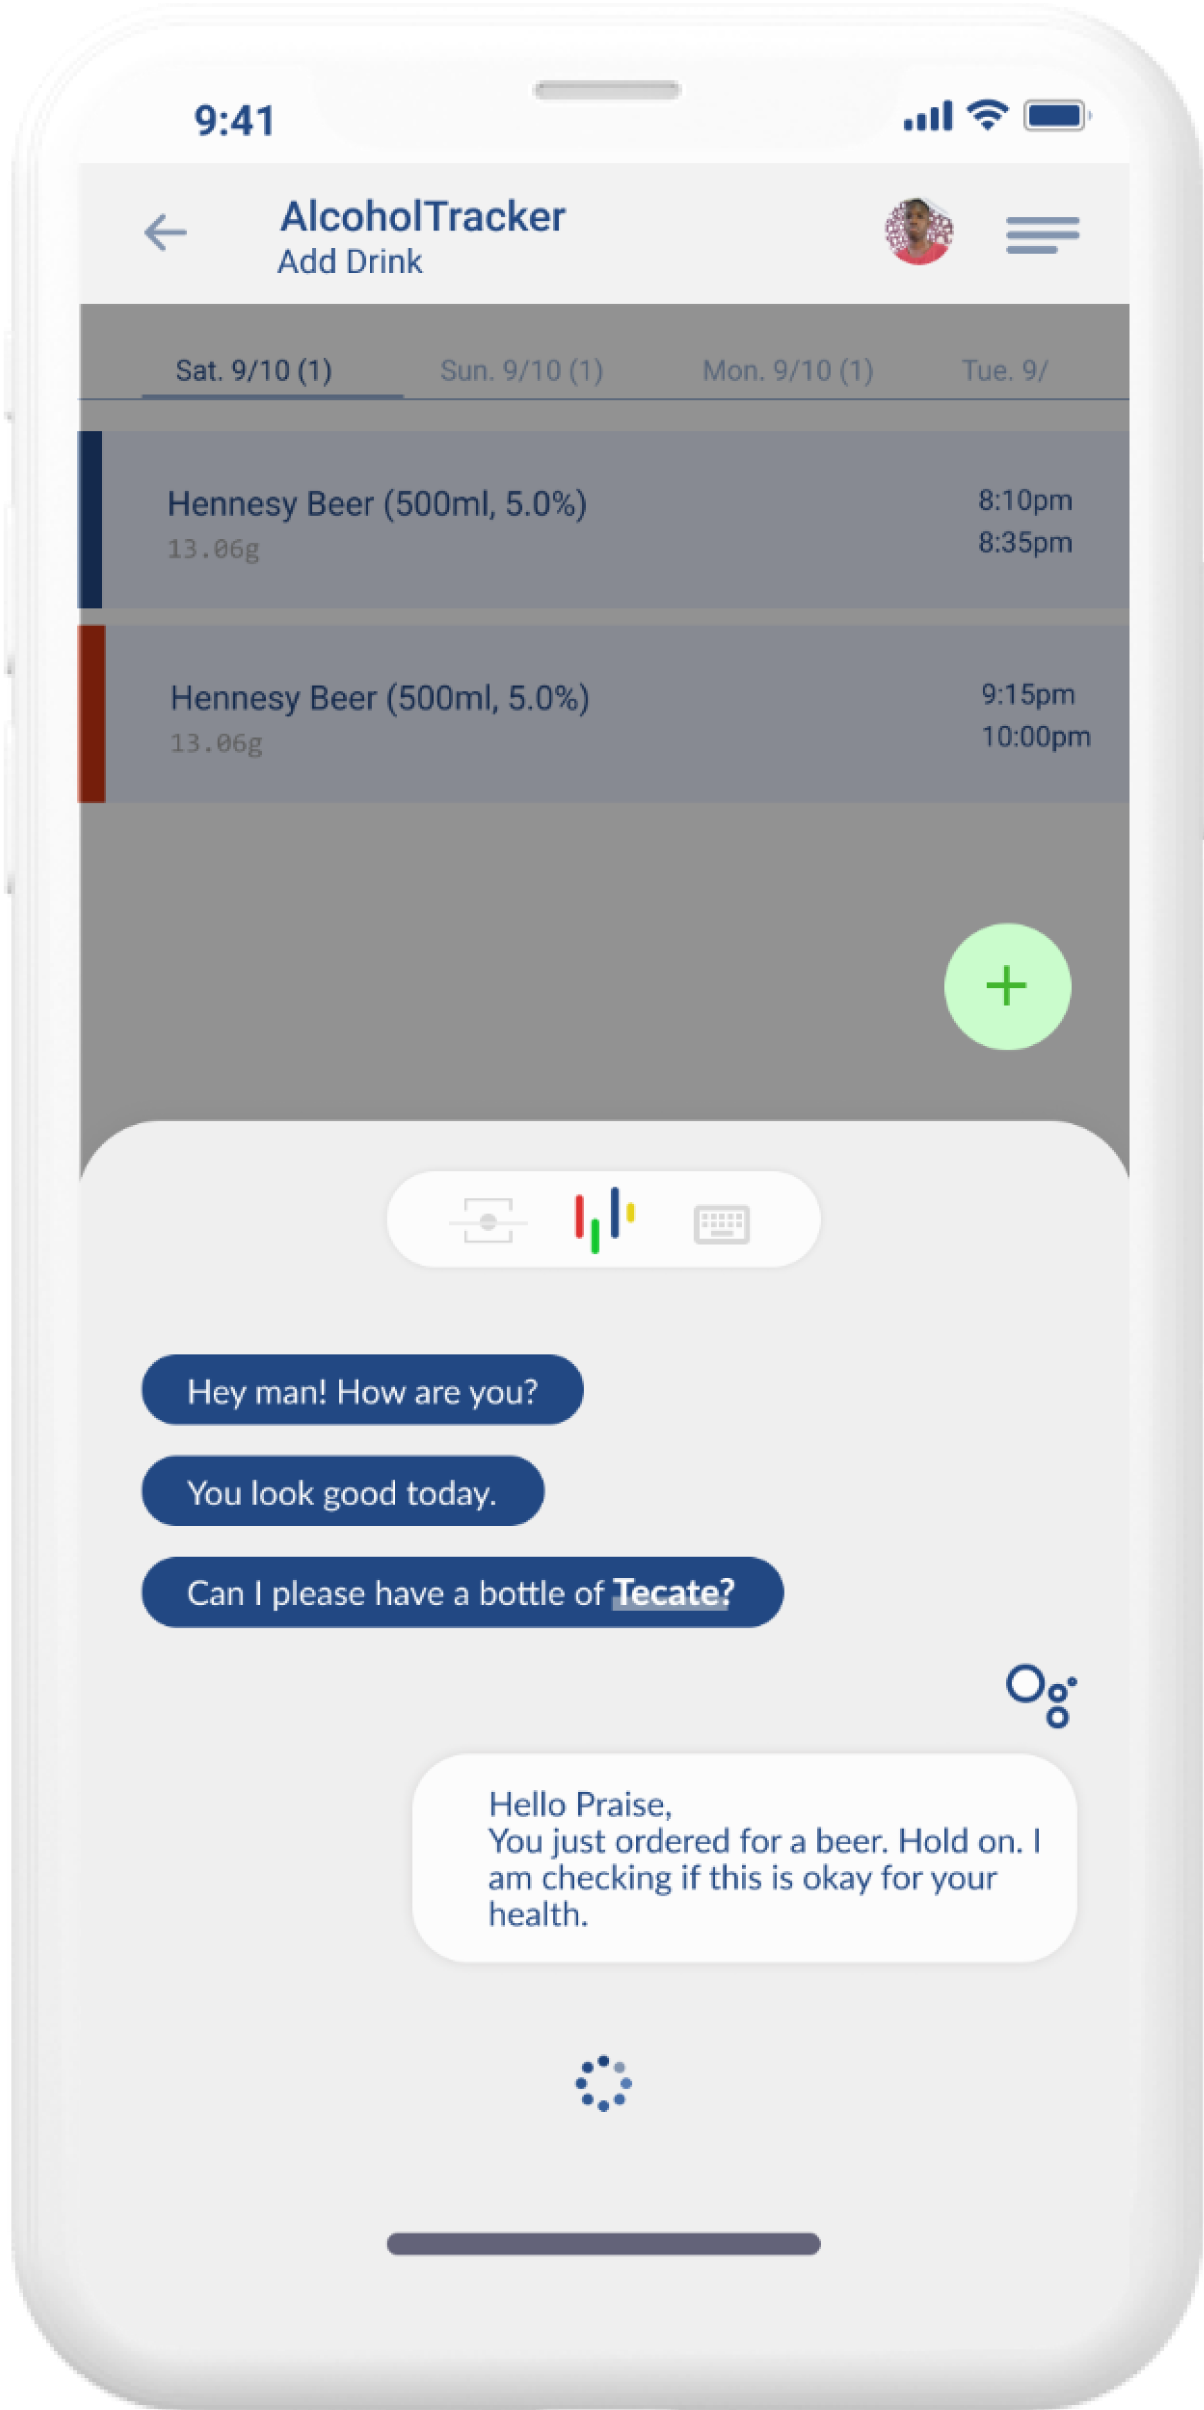 9:41
AlcoholTracker
Add Drink
Sat. 9/10 (1) Sun. 9/10 (1) Mon. 9/10 (1) Tue. 9/
Hennesy Beer (500ml, 5.0%) 8:10pm
13.06g 8:35pm
Hennesy Beer (500ml, 5.0%) 9:15pm
13.06g 10:00pm
+
Hey man! How are you?
You look good today.
Can I please have a bottle of Tecate?
Hello Praise,
You just ordered for a beer. Hold on. I
am checking if this is okay for your
health.